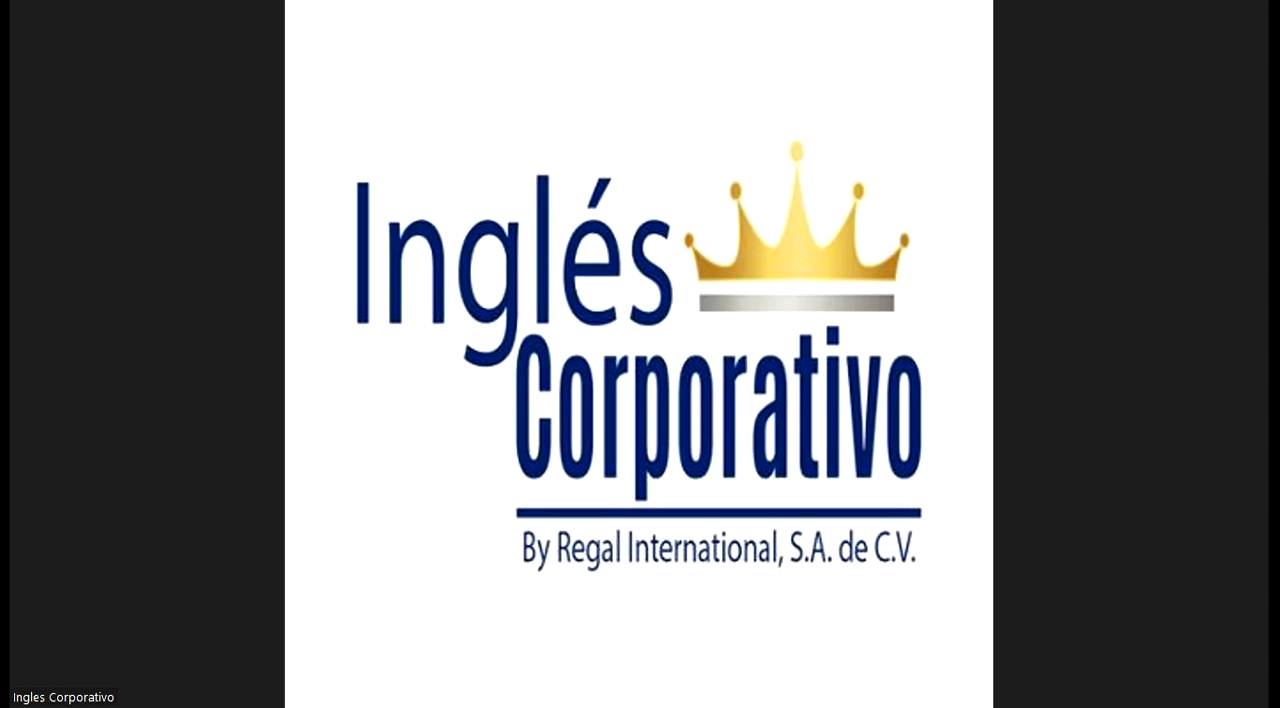 Inglés
Corporativo
By Regal International, S.A. de C.V.
Ingles Corporativo